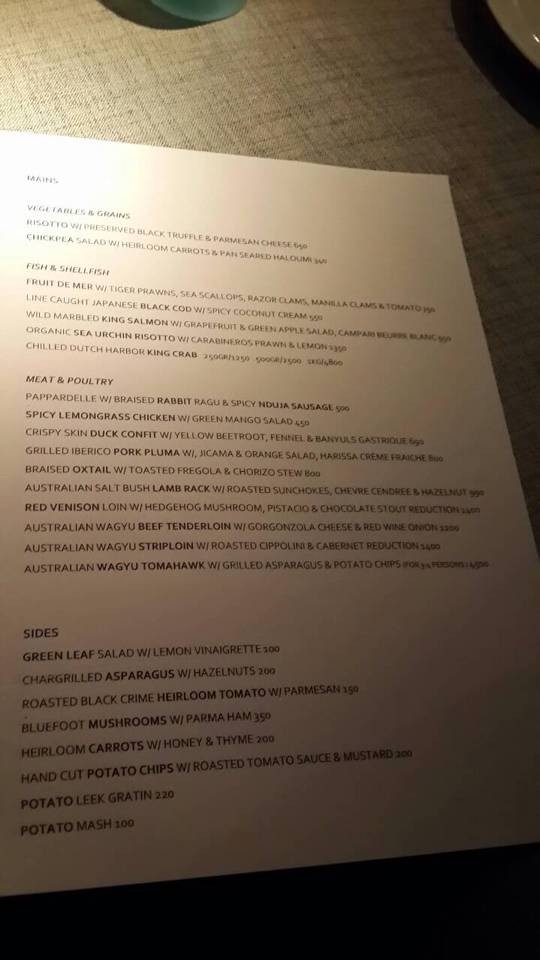 MAINS
VEGETABLES & GRAINS
RISOTTO W/ PRESERVED BLACK TRUFFLE & PARMESAN CHEESE 650
CHICKPEA SALAD W/ HEIRLOOM CARROTS & PAN SEARED HALOUMI 340
FISH & SHELLFISH
FRUIT DE MER W/ TIGER PRAWNS, SEA SCALLOPS, RAZOR CLAMS, MANILLA CLAMS & TOMATO 750
LINE CAUGHT JAPANESE BLACK COD W/ SPICY COCONUT CREAM 550
WILD MARBLED KING SALMON W/ GRAPEFRUIT & GREEN APPLE SALAD, CAMPARI BEURRE BLANC 950
ORGANIC SEA URCHIN RISOTTO W/ CARABINEROS PRAWN & LEMON 1350
CHILLED DUTCH HARBOR KING CRAB 250GR/1250 500GR/2500 1KG/4800
MEAT & POULTRY
PAPPARDELLE W/ BRAISED RABBIT RAGU & SPICY NDUJA SAUSAGE 500
SPICY LEMONGRASS CHICKEN W/ GREEN MANGO SALAD 450
CRISPY SKIN DUCK CONFIT W/ YELLOW BEETROOT, FENNEL & BANYULS GASTRIQUE 690
GRILLED IBERICO PORK PLUMA W/, JICAMA & ORANGE SALAD, HARISSA CRÈME FRAICHE 800
BRAISED OXTAIL W/ TOASTED FREGOLA & CHORIZO STEW 800
AUSTRALIAN SALT BUSH LAMB RACK W/ ROASTED SUNCHOKES, CHEVRE CENDREE & HAZELNUT 990
RED VENISON LOIN W/ HEDGEHOG MUSHROOM, PISTACIO & CHOCOLATE STOUT REDUCTION 1400
AUSTRALIAN WAGYU BEEF TENDERLOIN W/ GORGONZOLA CHEESE & RED WINE ONION 1200
AUSTRALIAN WAGYU STRIPLOIN W/ ROASTED CIPPOLINI & CABERNET REDUCTION 1400
AUSTRALIAN WAGYU TOMAHAWK W/ GRILLED ASPARAGUS & POTATO CHIPS (FOR 3-4 PERSONS) 4500
SIDES
GREEN LEAF SALAD W/ LEMON VINAIGRETTE 100
CHARGRILLED ASPARAGUS W/ HAZELNUTS 200
ROASTED BLACK CRIME HEIRLOOM TOMATO W/ PARMESAN 150
BLUEFOOT MUSHROOMS W/ PARMA HAM 350
HEIRLOOM CARROTS W/ HONEY & THYME 200
HAND CUT POTATO CHIPS W/ ROASTED TOMATO SAUCE & MUSTARD 200
POTATO LEEK GRATIN 220
POTATO MASH 100